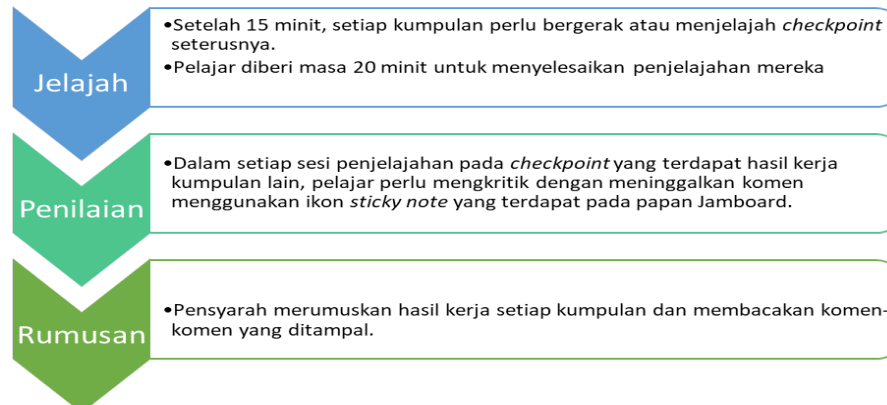 Jelajah
•Setelah 15 minit, setiap kumpulan perlu bergerak atau menjelajah checkpoint
seterusnya.
•Pelajar diberi masa 20 minit untuk menyelesaikan penjelajahan mereka
Penilaian
•Dalam setiap sesi penjelajahan pada checkpoint yang terdapat hasil kerja
kumpulan lain, pelajar perlu mengkritik dengan meninggalkan komen
menggunakan ikon sticky note yang terdapat pada papan Jamboard.
Rumusan
•Pensyarah merumuskan hasil kerja setiap kumpulan dan membacakan komen-
komen yang ditampal.